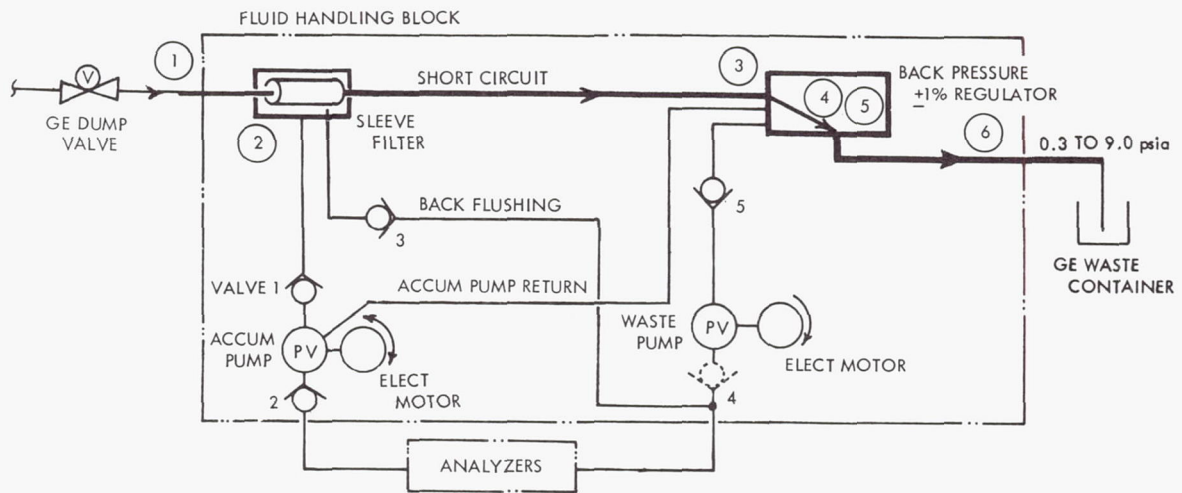 FLUID HANDLING BLOCK
V
GE DUMP
VALVE
1
2
SLEEVE
FILTER
SHORT CIRCUIT
3
4
5
BACK PRESSURE
±1% REGULATOR
6
0.3 TO 9.0 psia
GE WASTE
CONTAINER
BACK FLUSHING
3
5
VALVE 1
ACCUM PUMP RETURN
ACCUM
PUMP
PV
ELECT
MOTOR
2
WASTE
PUMP
PV
ELECT MOTOR
4
ANALYZERS